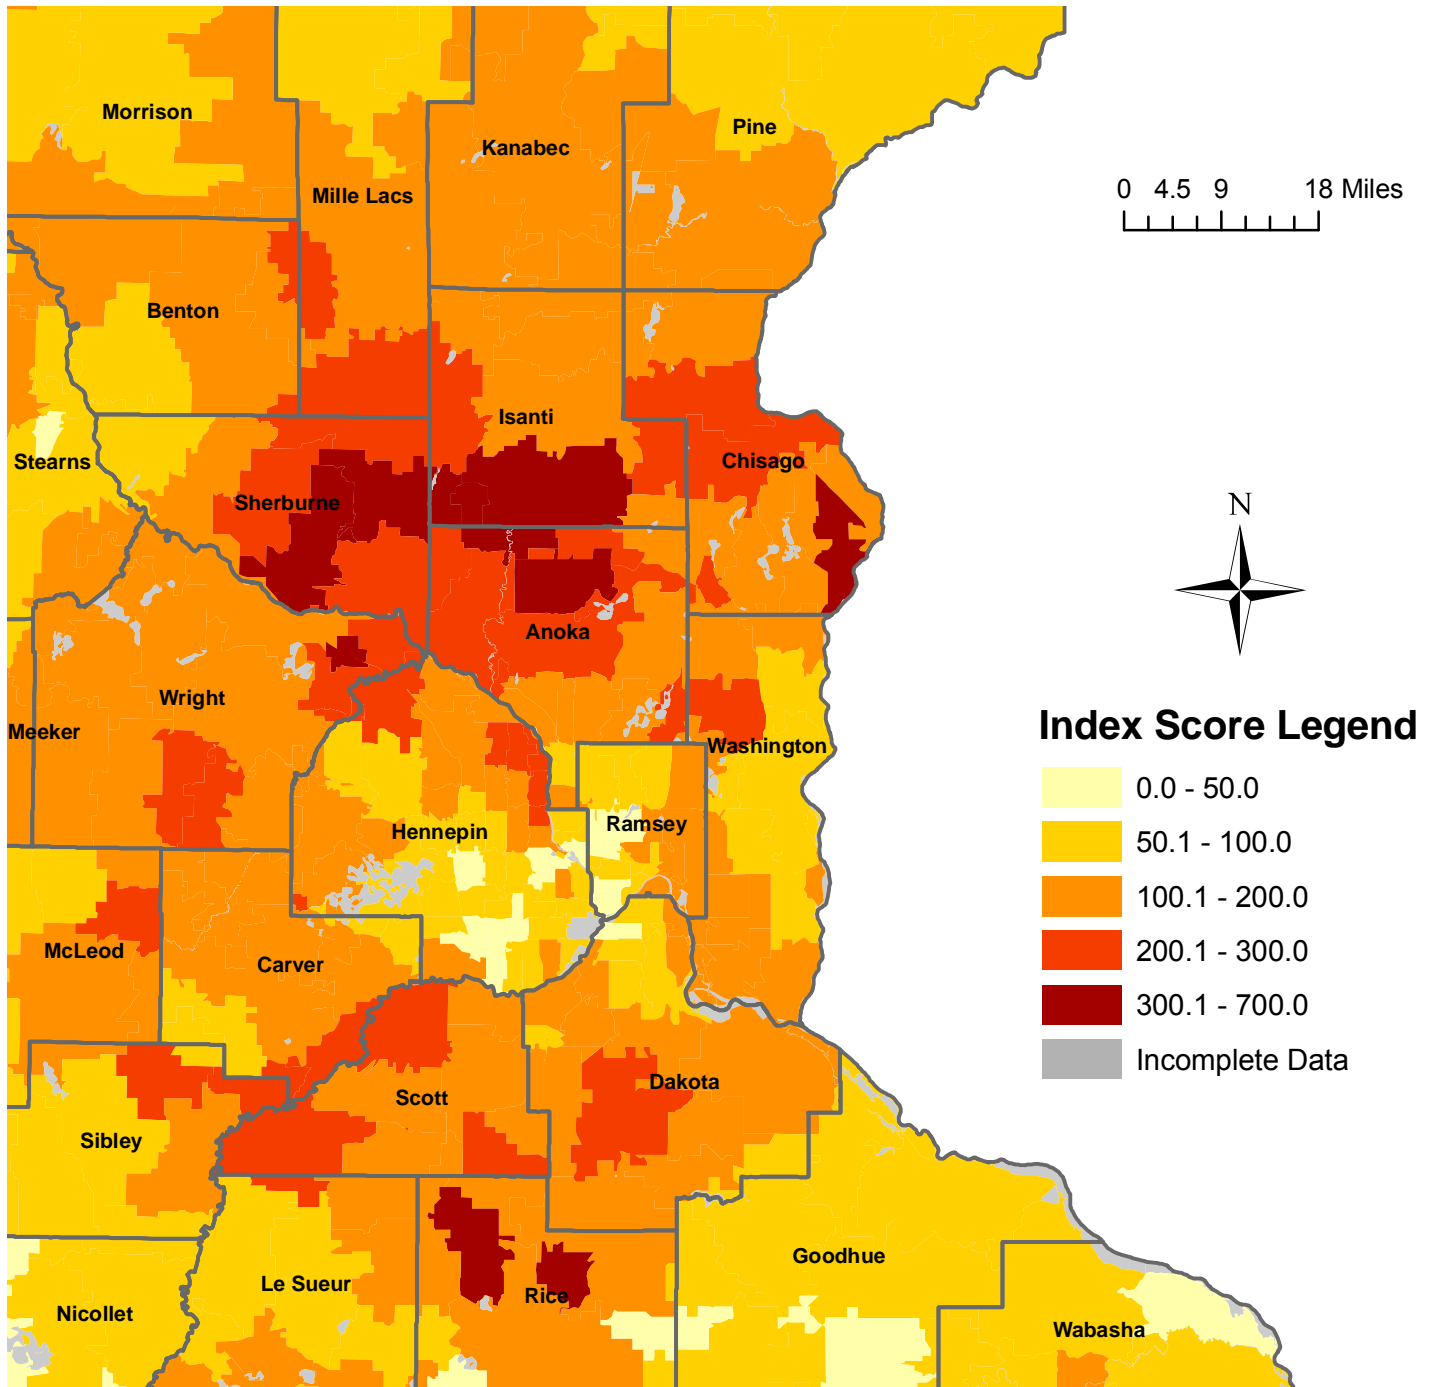 Morrison
Pine
Kanabec
Mille Lacs
0 4.5 9 18 Miles
Benton
Isanti
Stearns
Chisago
Sherburne
N
Anoka
Wright
Meeker
Washington
Index Score Legend
0.0 - 50.0
Hennepin
Ramsey
50.1 - 100.0
100.1 - 200.0
McLeod
Carver
200.1 - 300.0
300.1 - 700.0
Incomplete Data
Dakota
Scott
Sibley
Goodhue
Le Sueur
Rice
Nicollet
Wabasha